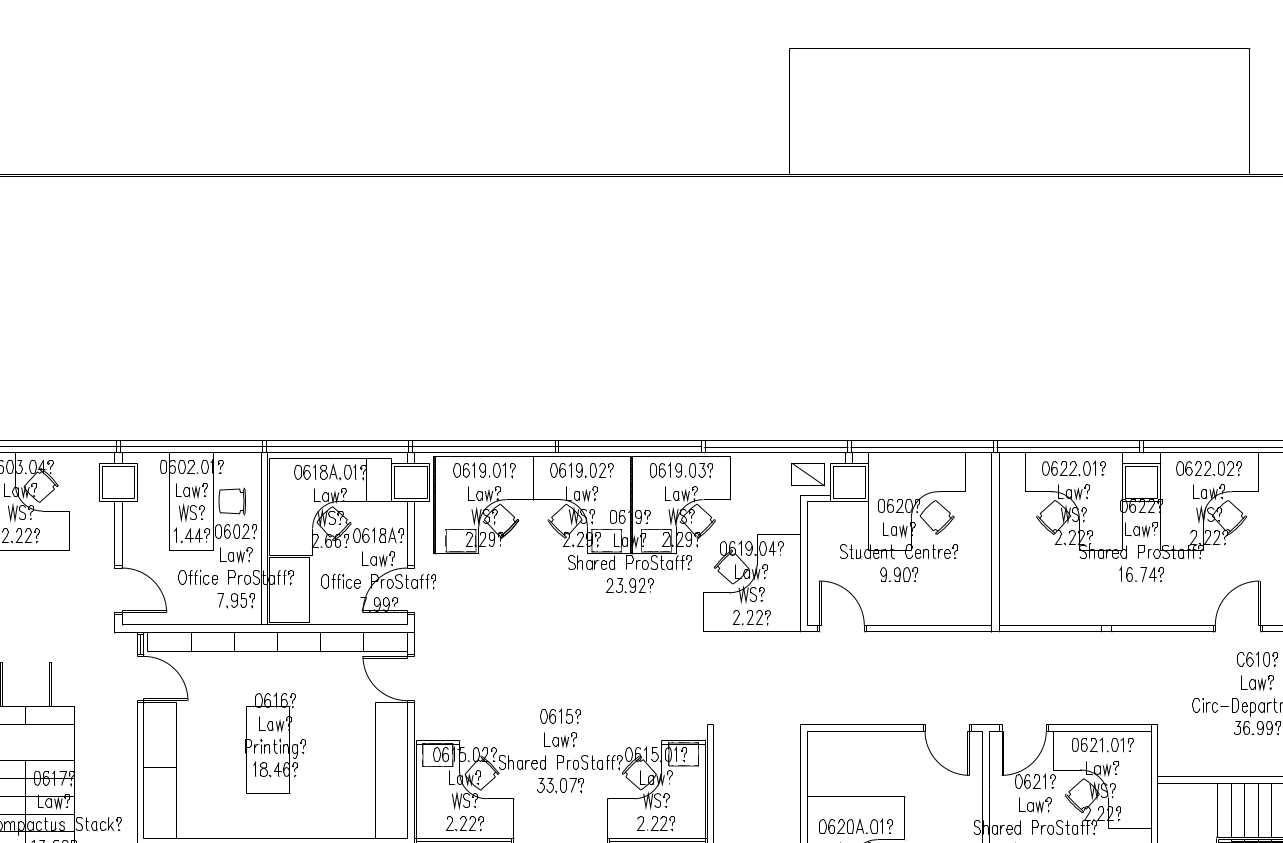 603.04?
Law?
WS?
2.22?
0602.01?
Law?
WS?
1.44?
0602?
Law?
Office ProStaff?
7.95?
0618A.01?
Law?
WS?
2.66?
0618A?
Law?
Office ProStaff?
7.99?
0619.01?
Law?
WS?
2.29?
0619.02?
Law?
WS?
2.29?
0619?
Law?
Shared ProStaff?
23.92?
0619.03?
Law?
WS?
2.29?
0619.04?
Law?
WS?
2.22?
0620?
Law?
Student Centre?
9.90?
0622.01?
Law?
WS?
2.22?
0622?
Law?
Shared ProStaff?
16.74?
0622.02?
Law?
WS?
2.22?
C610?
Law?
Circ-Departm
36.99?
0616?
Law?
Printing?
18.46?
0615?
Law?
Shared ProStaff?
33.07?
0615.02?
Law?
WS?
2.22?
0615.01?
Law?
WS?
2.22?
0617?
Law?
ompactus Stack?
0621.01?
Law?
WS?
2.22?
0621?
Law?
Shared ProStaff?
0620A.01?